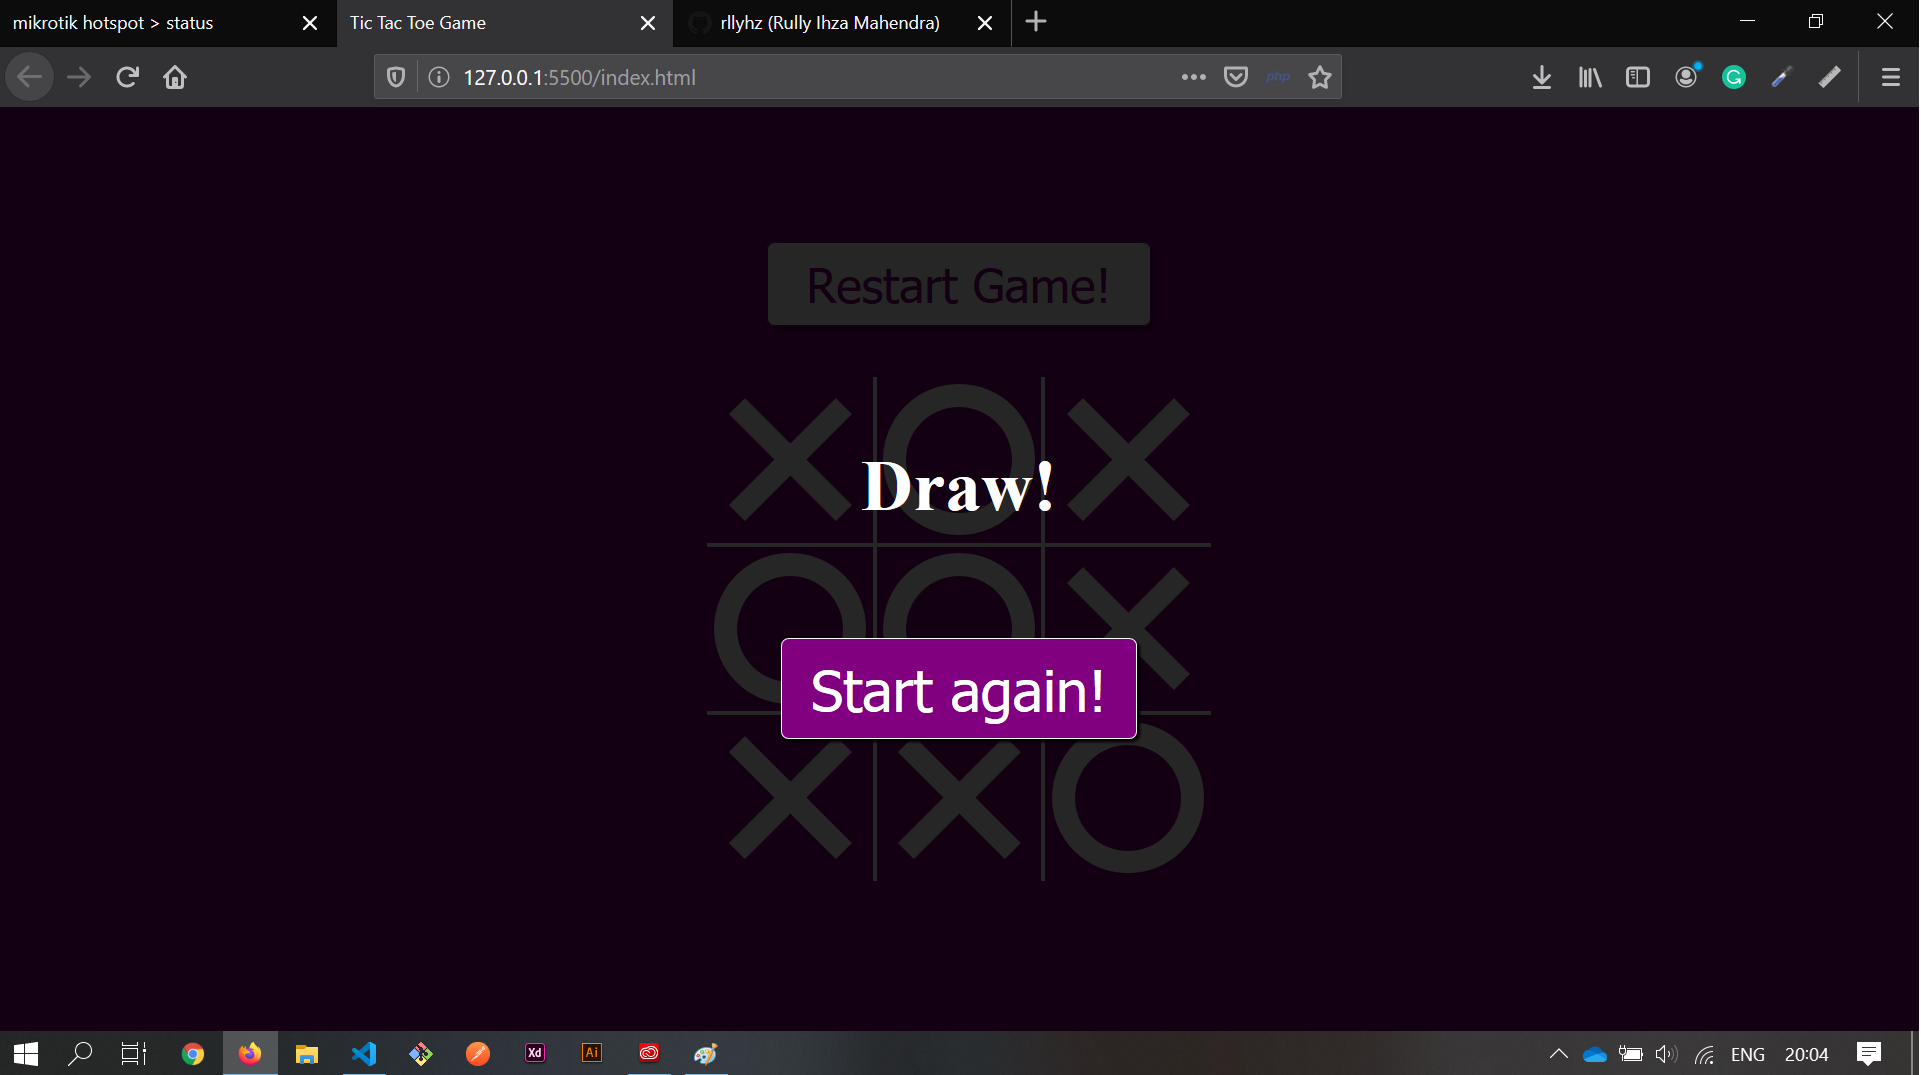 mikrotik hotspot > status
Tic Tac Toe Game
rllyhz (Rully Ihza Mahendra)
127.0.0.1:5500/index.html
php
Restart Game!
Draw!
Start again!
Xd
Ai
ENG
20:04